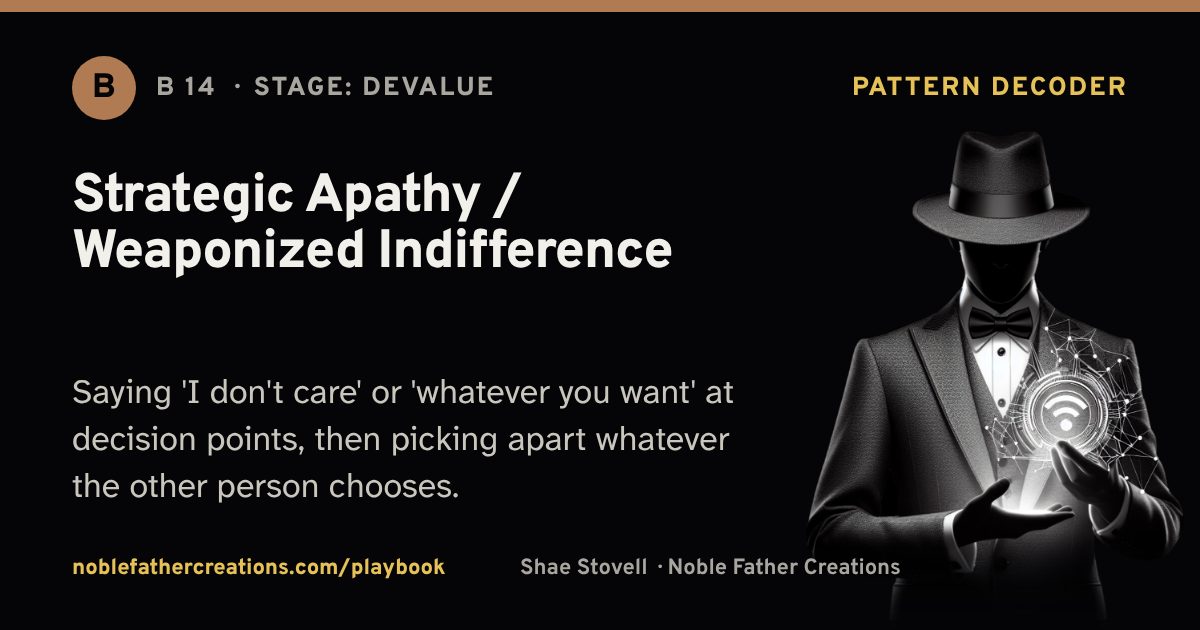 B
B 14 · STAGE: DEVALUE
PATTERN DECODER
Strategic Apathy /
Weaponized Indifference
Saying 'I don't care' or 'whatever you want' at
decision points, then picking apart whatever
the other person chooses.
noblefathercreations.com/playbook
Shae Stovell · Noble Father Creations